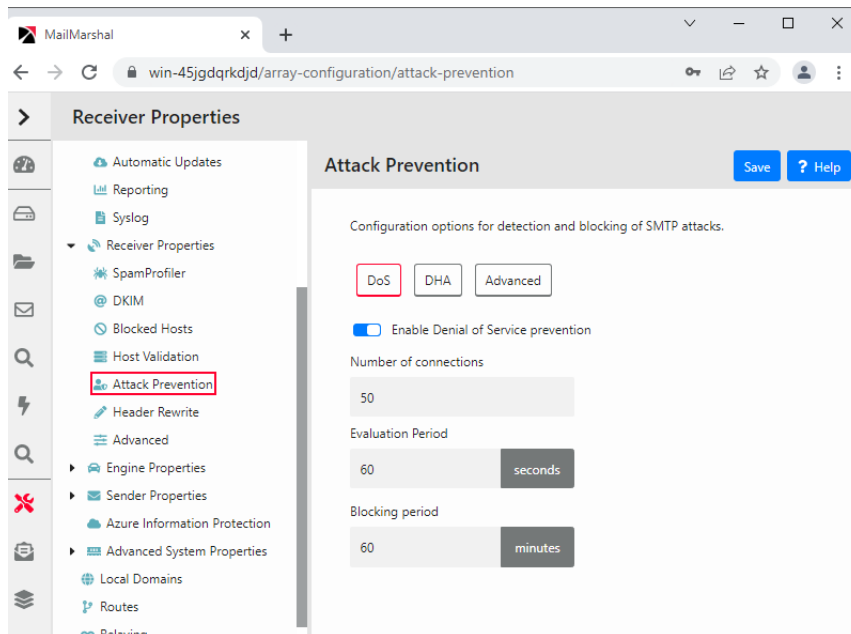 MailMarshal
win-45jgdqrkdjd/array-configuration/attack-prevention
Receiver Properties
Automatic Updates
Reporting
Syslog
Receiver Properties
SpamProfiler
DKIM
Blocked Hosts
Host Validation
Attack Prevention
Header Rewrite
Advanced
Engine Properties
Sender Properties
Azure Information Protection
Advanced System Properties
Local Domains
Routes
Relaying
Attack Prevention
Save
? Help
Configuration options for detection and blocking of SMTP attacks.
DoS DHA Advanced
Enable Denial of Service prevention
Number of connections
50
Evaluation Period
60 seconds
Blocking period
60 minutes